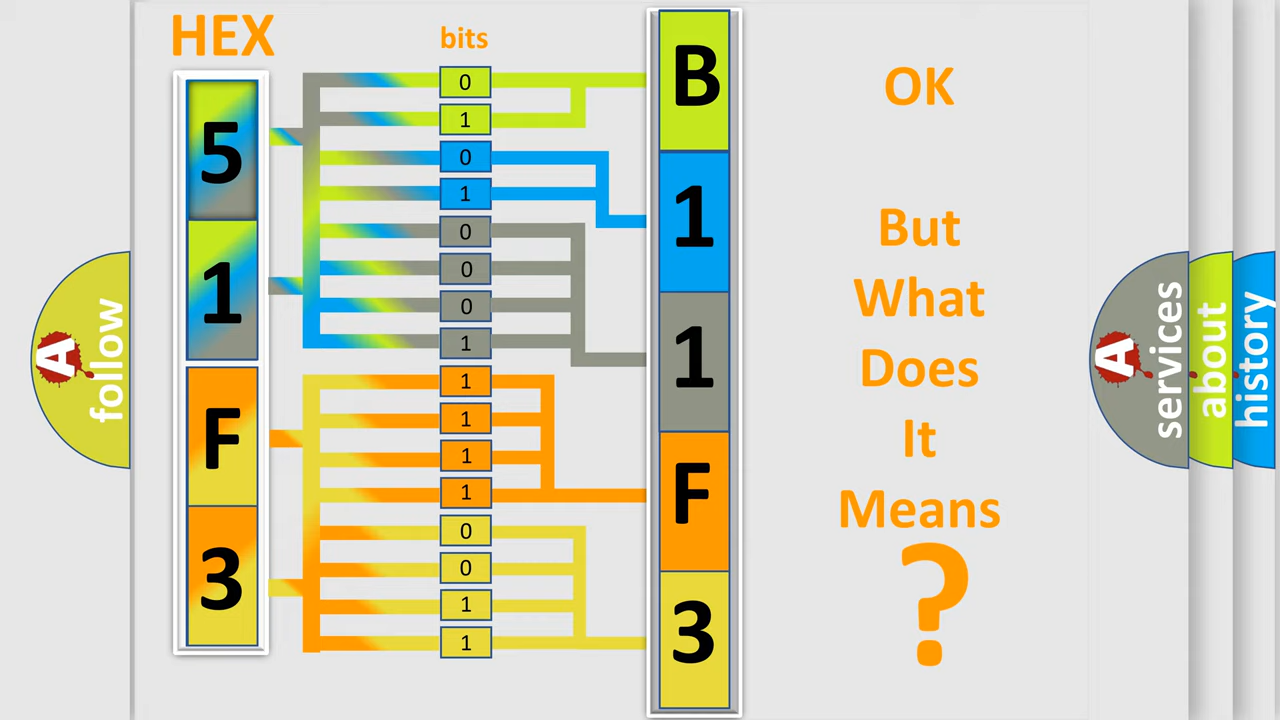 HEX
bits
5
1
F
3
0
1
0
1
0
0
0
1
1
1
1
1
0
0
1
1
B
1
1
F
3
OK
But
What
Does
It
Means
?
A
follow
A
services
about
history